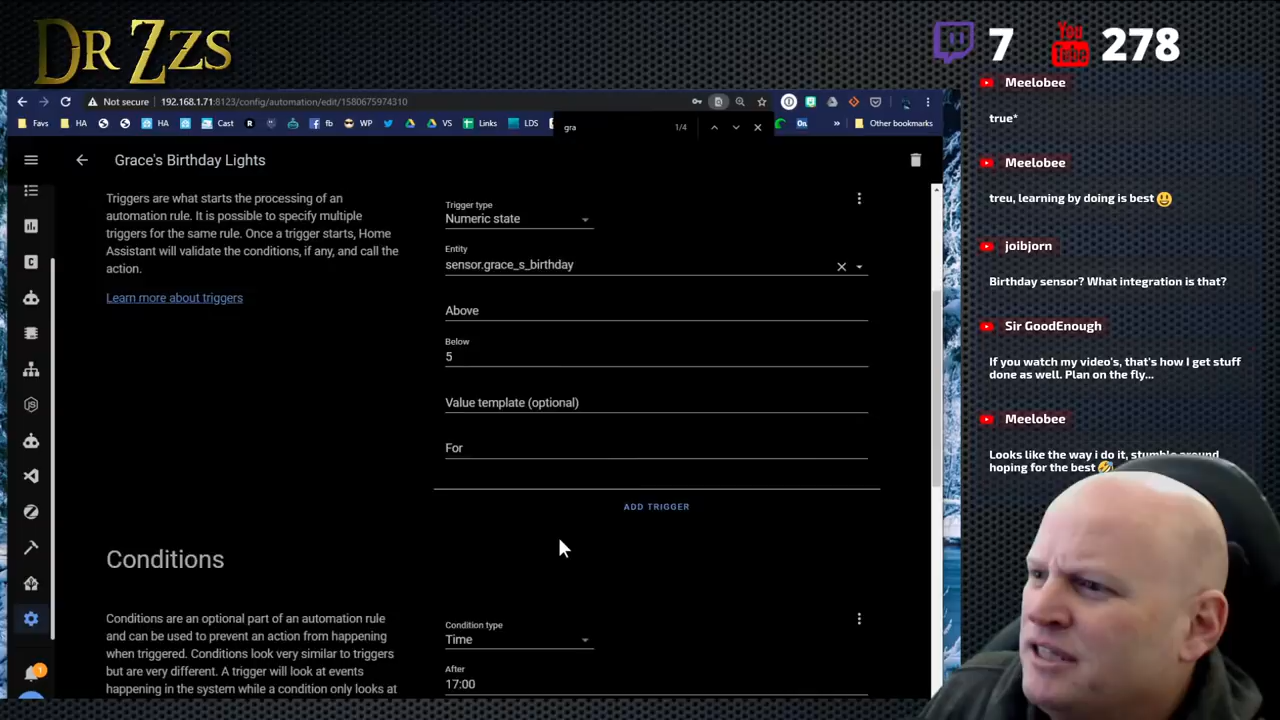 DR ZZS
7
You
Tube
278
Not secure
192.168.1.71:8123/config/automation/edit/1580675974310
Favs
HA
HA
Cast
R
fb
WP
VS
Links
LDS
gra
1/4
On
»
Other bookmarks
Grace's Birthday Lights
Triggers are what starts the processing of an
automation rule. It is possible to specify multiple
triggers for the same rule. Once a trigger starts, Home
Assistant will validate the conditions, if any, and call the
action.
Learn more about triggers
Trigger type
Numeric state
Entity
sensor.grace_s_birthday
Above
Below
5
Value template (optional)
For
ADD TRIGGER
Conditions
Conditions are an optional part of an automation rule
and can be used to prevent an action from happening
when triggered. Conditions look very similar to triggers
but are very different. A trigger will look at events
happening in the system while a condition only looks at
Condition type
Time
After
17:00
1
Meelobee
true*
Meelobee
treu, learning by doing is best
joibjorn
Birthday sensor? What integration is that?
Sir GoodEnough
If you watch my video's, that's how I get stuff
done as well. Plan on the fly...
Meelobee
Looks like the way i do it, stumble around
hoping for the best